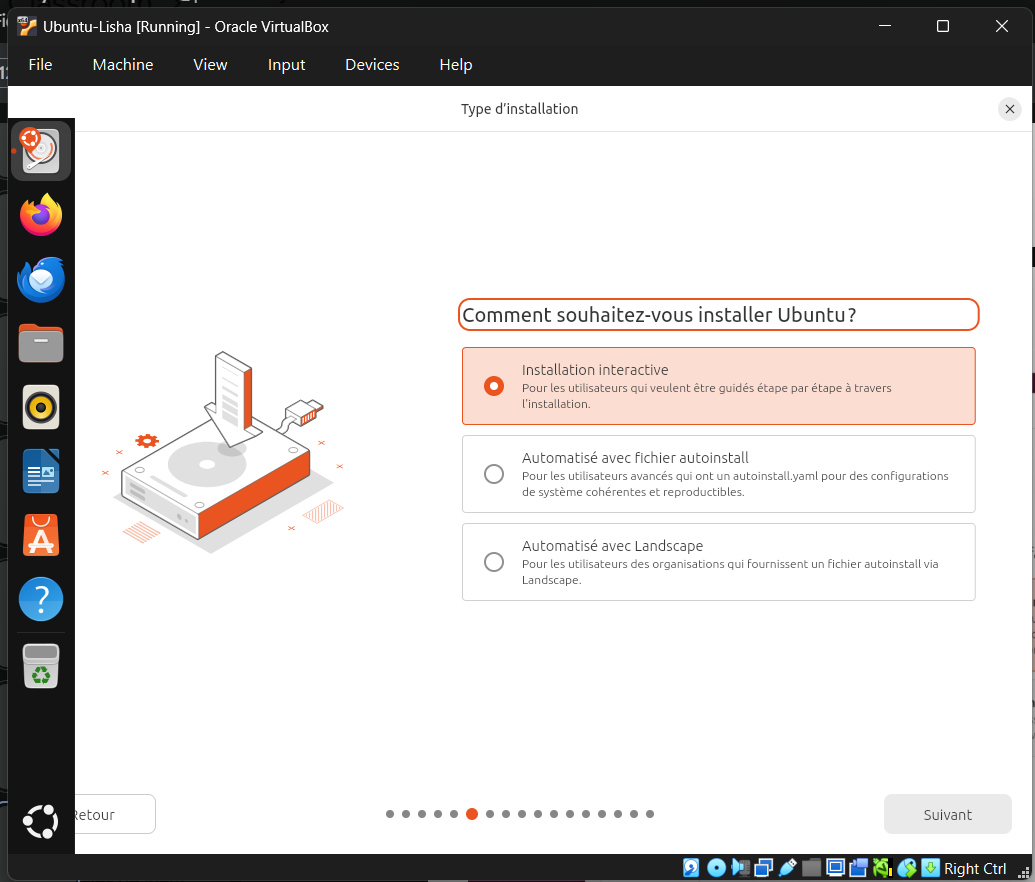 Ubuntu-Lisha [Running] - Oracle VirtualBox
File Machine View Input Devices Help
Type d’installation
Comment souhaitez-vous installer Ubuntu ?
Installation interactive
Pour les utilisateurs qui veulent être guidés étape par étape à travers
l’installation.
Automatisé avec fichier autoinstall
Pour les utilisateurs avancés qui ont un autoinstall.yaml pour des configurations
de système cohérentes et reproductibles.
Automatisé avec Landscape
Pour les utilisateurs des organisations qui fournissent un fichier autoinstall via
Landscape.
Retour
Suivant
Right Ctrl